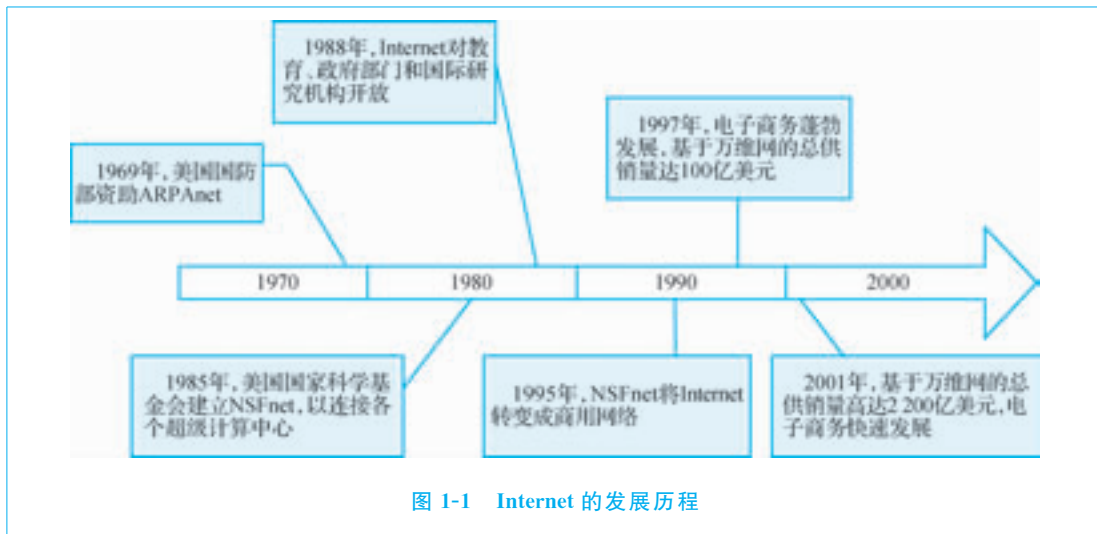 1988年,Internet对教
育、政府部门和国际研
究机构开放
1997年,电子商务蓬勃
发展,基于万维网的总供
销量达100亿美元
1969年,美国国防
部资助ARPAnet
1970
1980
1990
2000
1985年,美国国家科学基
金会建立NSFnet,以连接各
个超级计算中心
1995年,NSFnet将Internet
转变成商用网络
2001年,基于万维网的总
供销量高达2 200亿美元,电
子商务快速发展
图 1-1 Internet 的发展历程